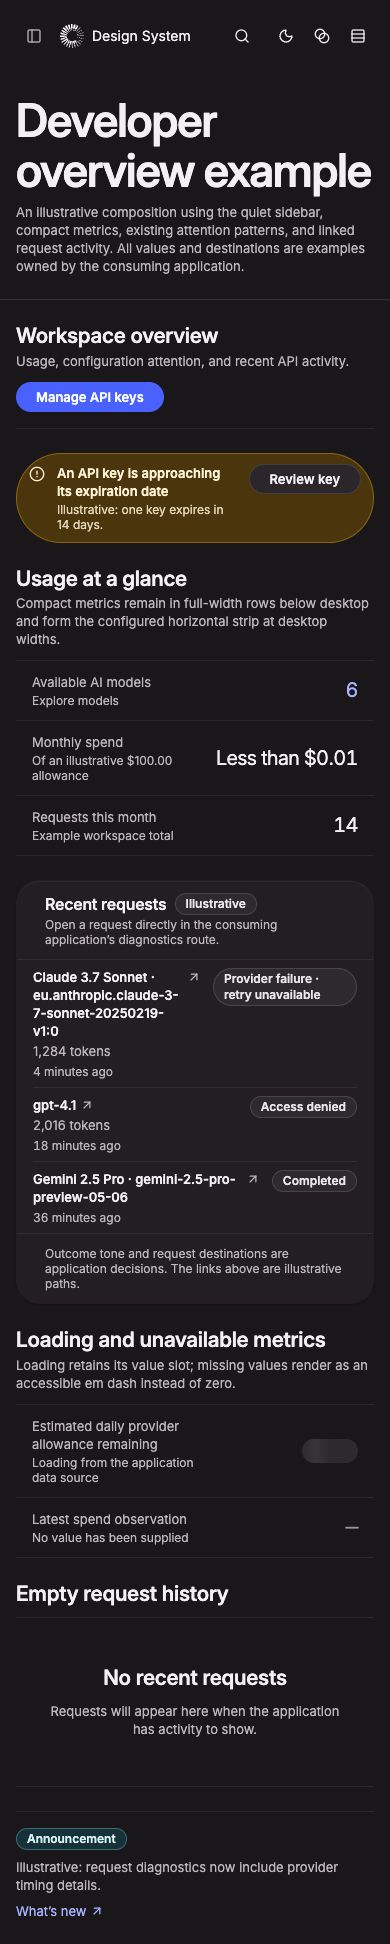 Design System
Developer
overview example
An illustrative composition using the quiet sidebar,
compact metrics, existing attention patterns, and linked
request activity. All values and destinations are examples
owned by the consuming application.
Workspace overview
Usage, configuration attention, and recent API activity.
Manage API keys
An API key is approaching
its expiration date
Illustrative: one key expires in
14 days.
Review key
Usage at a glance
Compact metrics remain in full-width rows below desktop
and form the configured horizontal strip at desktop
widths.
Available AI models
Explore models
6
Monthly spend
Of an illustrative $100.00
allowance
Less than $0.01
Requests this month
Example workspace total
14
Recent requests
Illustrative
Open a request directly in the consuming
application's diagnostics route.
Claude 3.7 Sonnet ·
eu.anthropic.claude-3-
7-sonnet-20250219-
v1:0
1,284 tokens
4 minutes ago
Provider failure ·
retry unavailable
gpt-4.1
2,016 tokens
18 minutes ago
Access denied
Gemini 2.5 Pro · gemini-2.5-pro-
preview-05-06
36 minutes ago
Completed
Outcome tone and request destinations are
application decisions. The links above are illustrative
paths.
Loading and unavailable metrics
Loading retains its value slot; missing values render as an
accessible em dash instead of zero.
Estimated daily provider
allowance remaining
Loading from the application
data source
Latest spend observation
No value has been supplied
—
Empty request history
No recent requests
Requests will appear here when the application
has activity to show.
Announcement
Illustrative: request diagnostics now include provider
timing details.
What's new